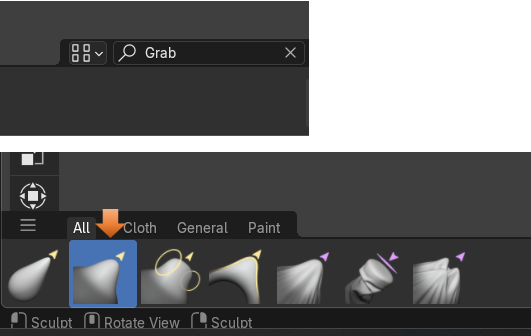 Grab
All Cloth General Paint
Sculpt Rotate View Sculpt